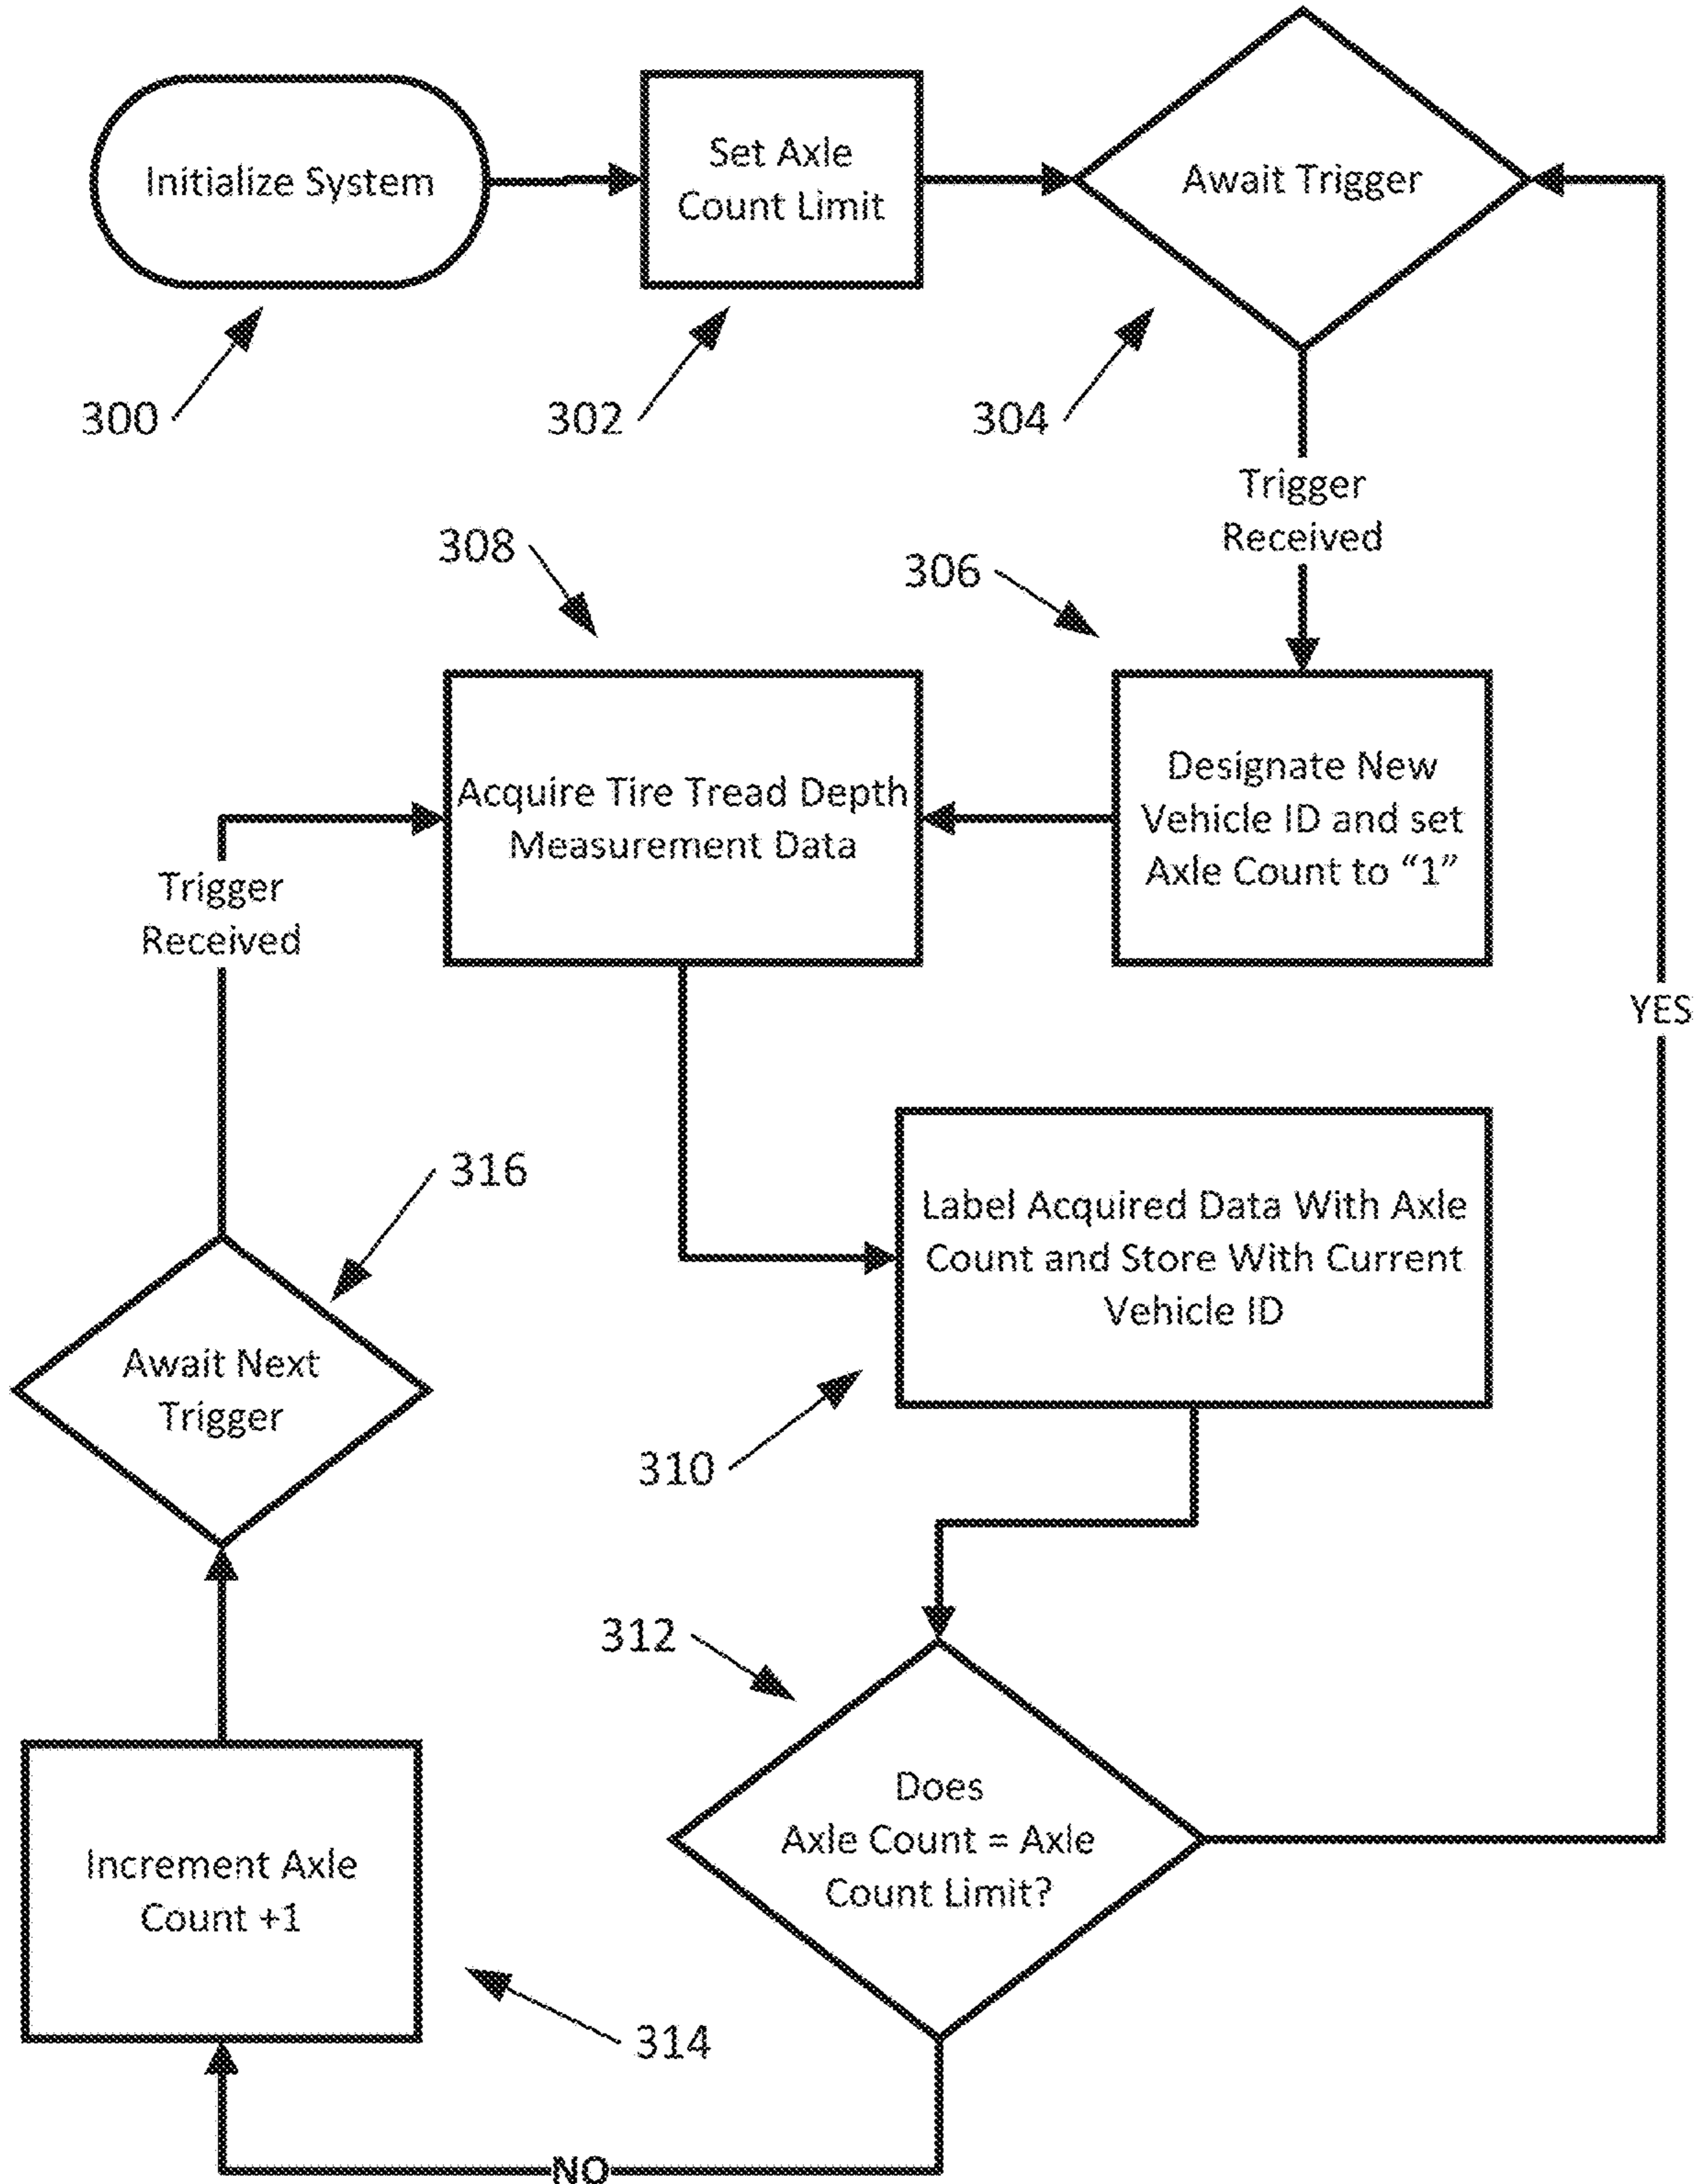 Initialize System
Set Axle
Count Limit
Await Trigger
300
302
304
Trigger
Received
308
306
Acquire Tire Tread Depth
Measurement Data
Designate New
Vehicle ID and set
Axle Count to “1”
Trigger
Received
YES
316
Label Acquired Data With Axle
Count and Store With Current
Vehicle ID
Await Next
Trigger
310
312
Does
Axle Count = Axle
Count Limit?
Increment Axle
Count +1
314
NO